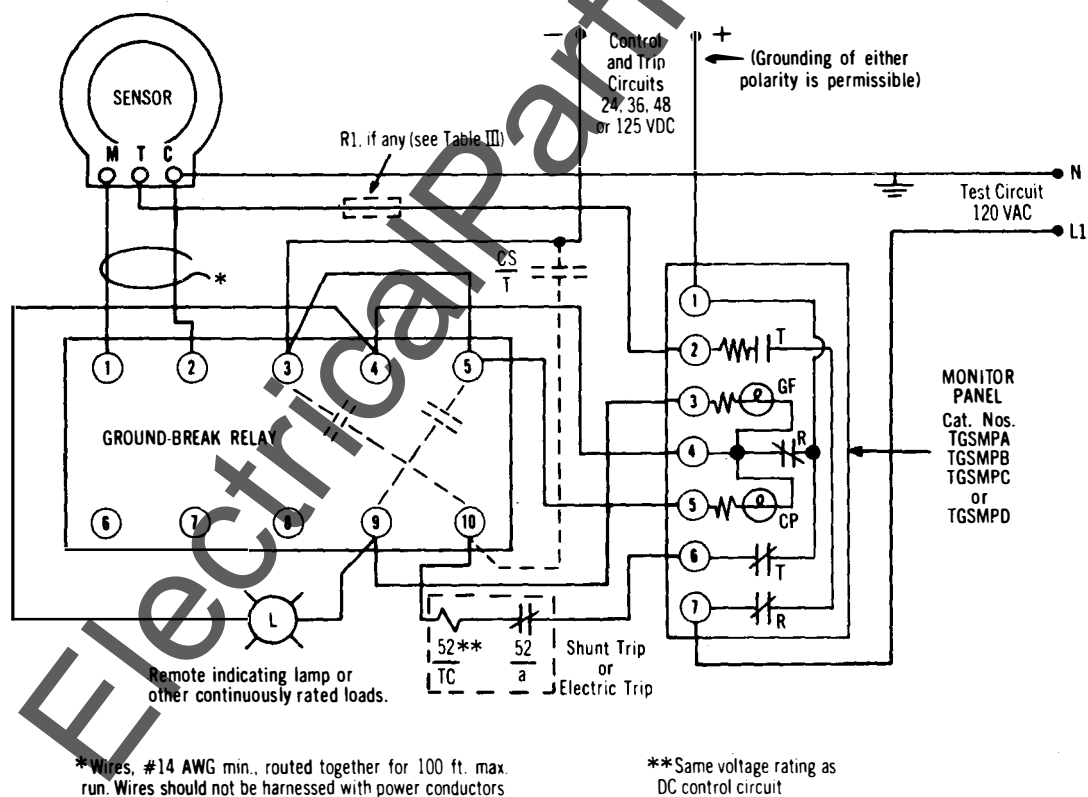 SENSOR
M T C
− Control +
and Trip
Circuits
24, 36, 48
or 125 VDC
(Grounding of either
polarity is permissible)
R1, if any (see Table III)
N
Test Circuit
120 VAC
L1
*
CS
T
1 2 3 4 5
GROUND-BREAK RELAY
6 7 8 9 10
1
2 T
3 GF
4 R
5 CP
6 T
7 R
MONITOR
PANEL
Cat. Nos.
TGSMPA
TGSMPB
TGSMPC
or
TGSMPD
L
Remote indicating lamp or
other continuously rated loads.
52** 52
TC a
Shunt Trip
or
Electric Trip
*Wires, #14 AWG min., routed together for 100 ft. max.
run. Wires should not be harnessed with power conductors
**Same voltage rating as
DC control circuit